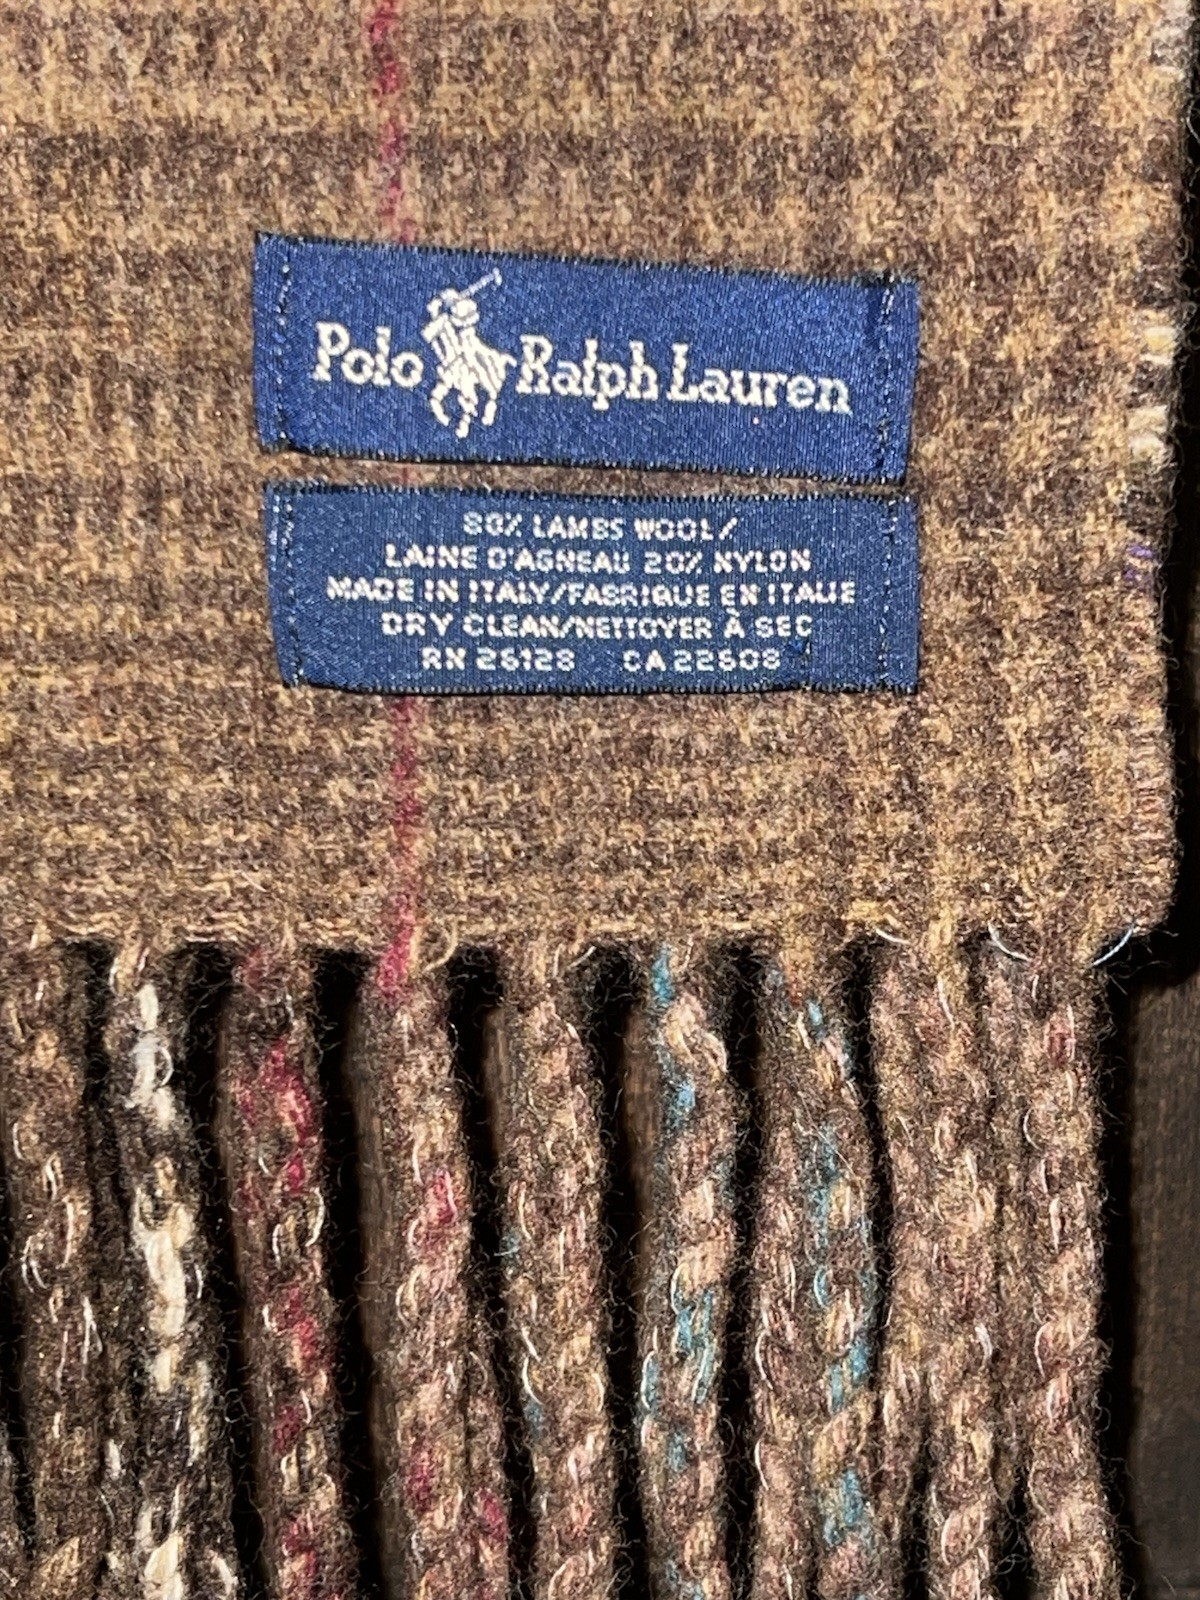 Polo Ralph Lauren
80% LAMBS WOOL/
LAINE D'AGNEAU 20% NYLON
MADE IN ITALY/FABRIQUE EN ITALIE
DRY CLEAN/NETTOYER À SEC
RN 26128 CA 22608